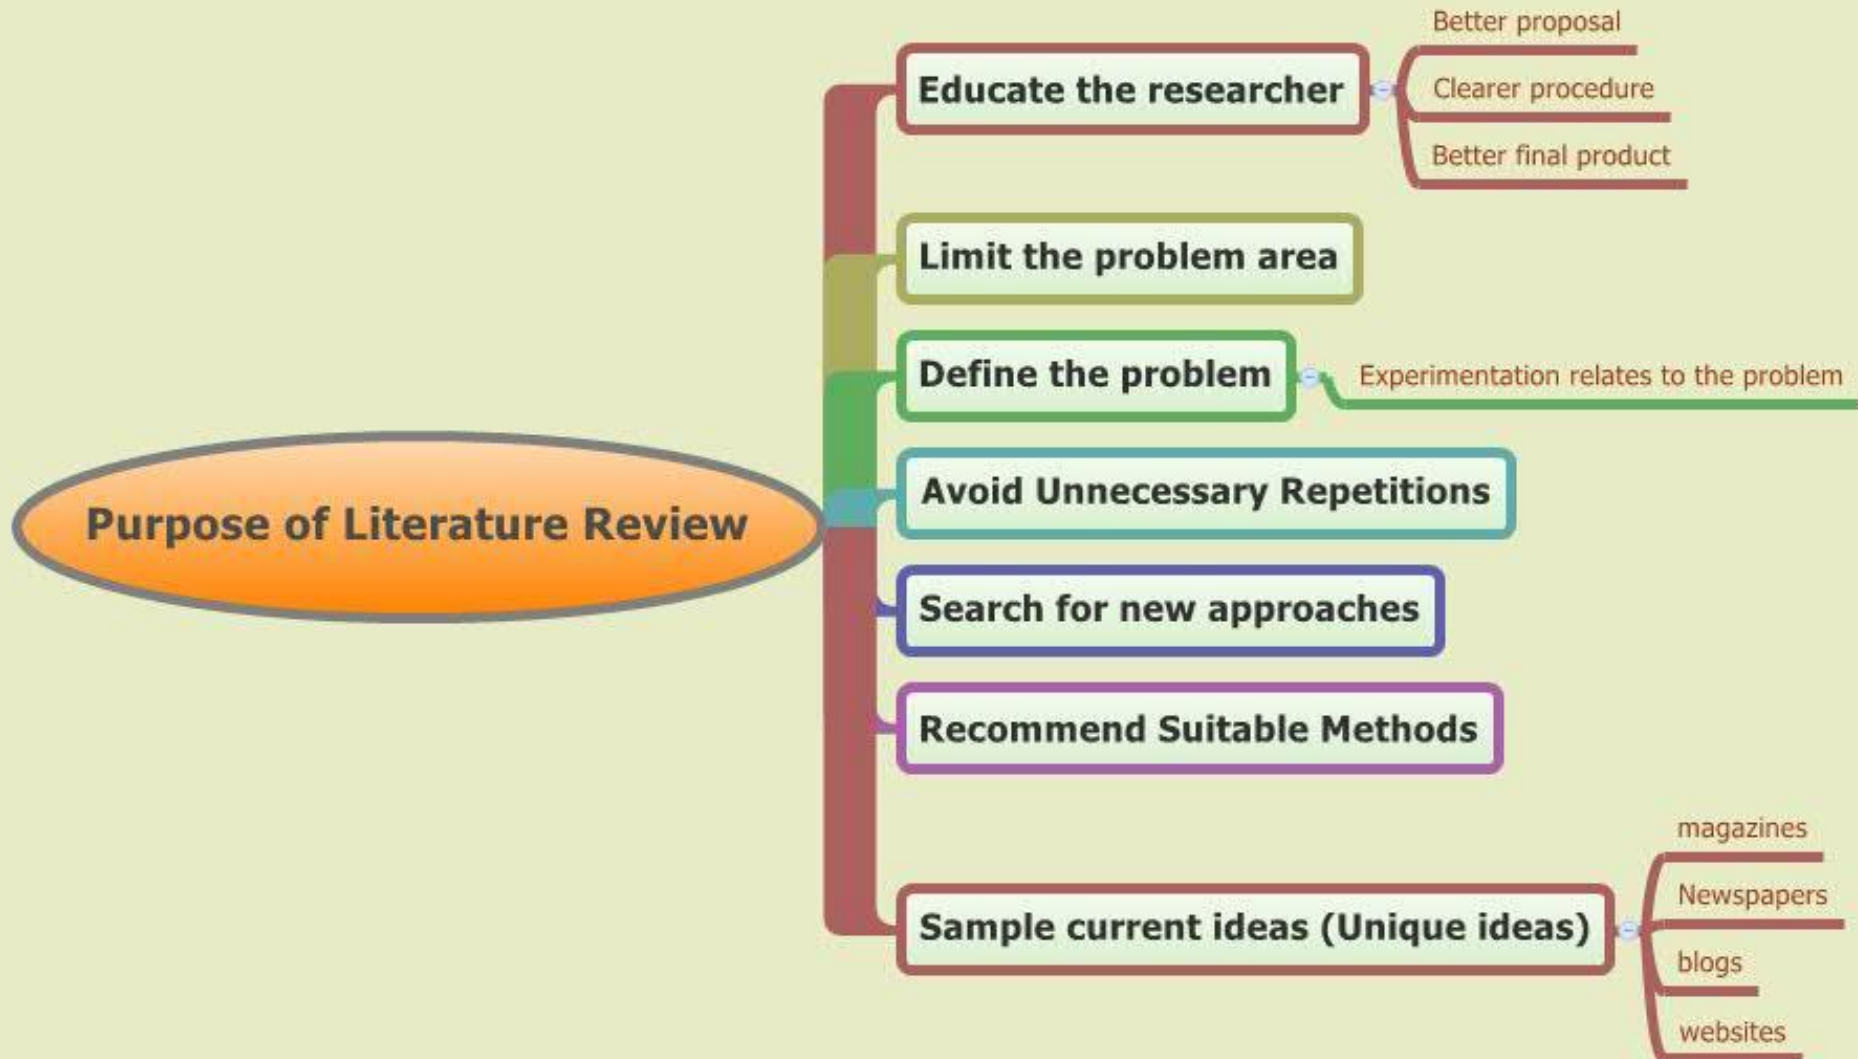 Purpose of Literature Review
Educate the researcher
Better proposal
Clearer procedure
Better final product
Limit the problem area
Define the problem
Experimentation relates to the problem
Avoid Unnecessary Repetitions
Search for new approaches
Recommend Suitable Methods
Sample current ideas (Unique ideas)
magazines
Newspapers
blogs
websites